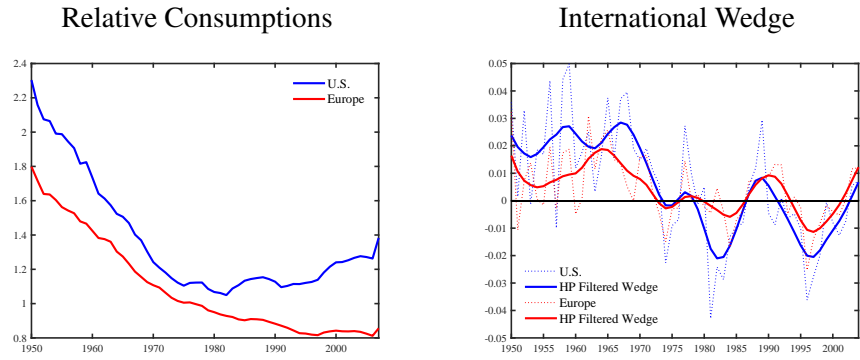 Relative Consumptions
International Wedge
2.4
2.2
2
1.8
1.6
1.4
1.2
1
0.8
1950 1960 1970 1980 1990 2000
U.S.
Europe
0.05
0.04
0.03
0.02
0.01
0
-0.01
-0.02
-0.03
-0.04
-0.05
1950 1955 1960 1965 1970 1975 1980 1985 1990 1995 2000
U.S.
HP Filtered Wedge
Europe
HP Filtered Wedge